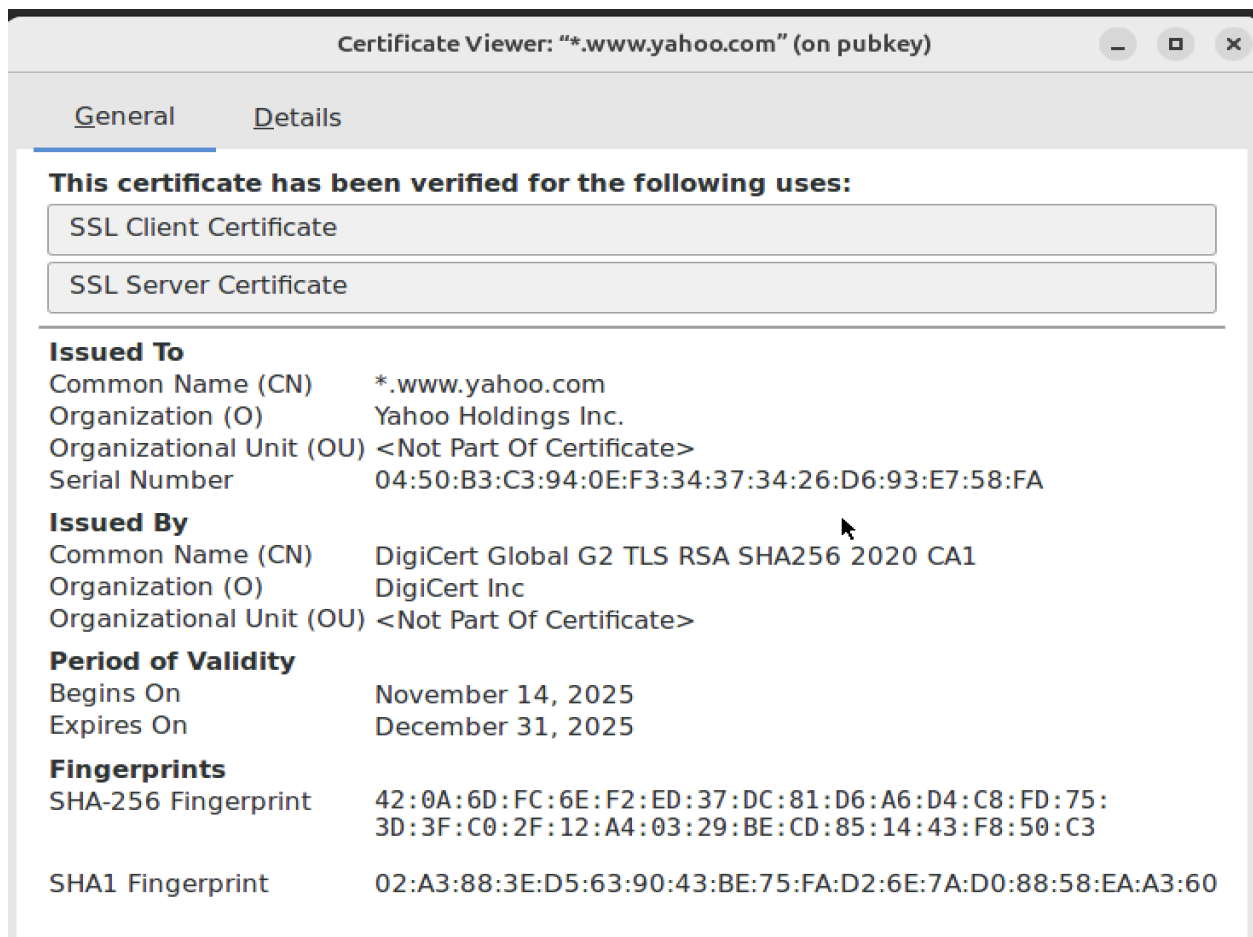 Certificate Viewer: “*.www.yahoo.com” (on pubkey)
General Details
This certificate has been verified for the following uses:
SSL Client Certificate
SSL Server Certificate
Issued To
Common Name (CN) *.www.yahoo.com
Organization (O) Yahoo Holdings Inc.
Organizational Unit (OU) <Not Part Of Certificate>
Serial Number 04:50:B3:C3:94:0E:F3:34:37:34:26:D6:93:E7:58:FA
Issued By
Common Name (CN) DigiCert Global G2 TLS RSA SHA256 2020 CA1
Organization (O) DigiCert Inc
Organizational Unit (OU) <Not Part Of Certificate>
Period of Validity
Begins On November 14, 2025
Expires On December 31, 2025
Fingerprints
SHA-256 Fingerprint 42:0A:6D:FC:6E:F2:ED:37:DC:81:D6:A6:D4:C8:FD:75:
3D:3F:C0:2F:12:A4:03:29:BE:CD:85:14:43:F8:50:C3
SHA1 Fingerprint 02:A3:88:3E:D5:63:90:43:BE:75:FA:D2:6E:7A:D0:88:58:EA:A3:60